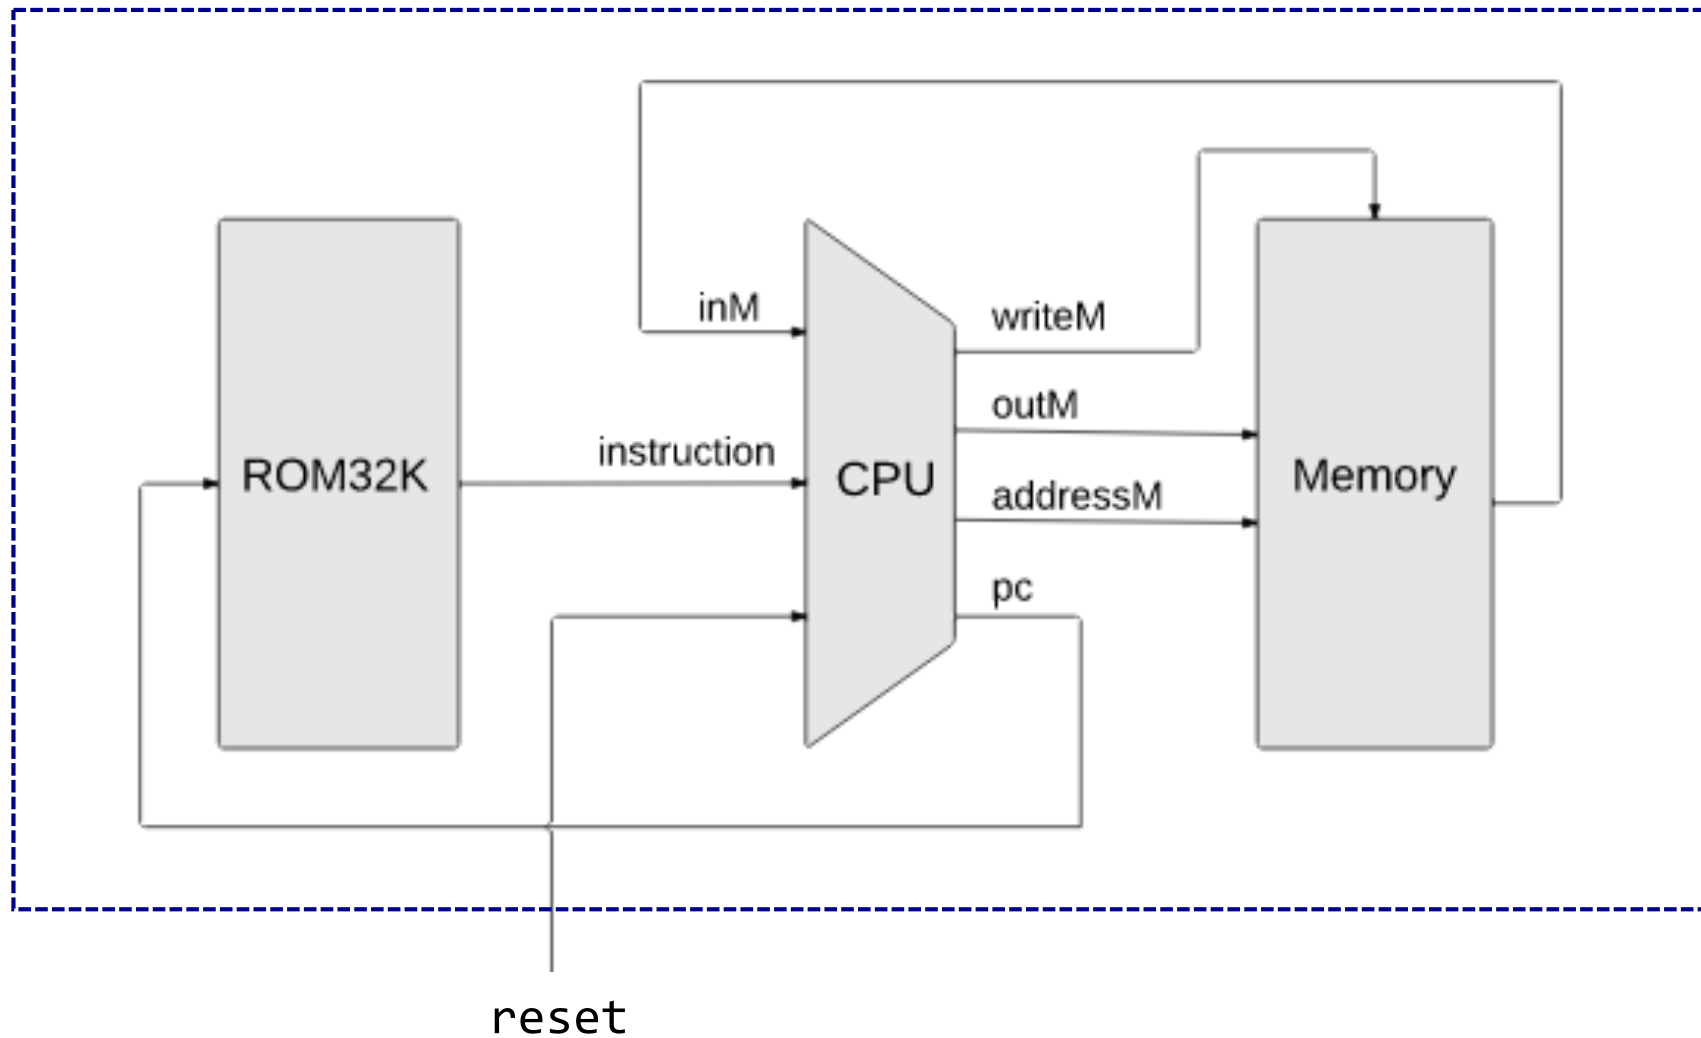 inM
writeM
outM
instruction
ROM32K
CPU
Memory
addressM
pc
reset